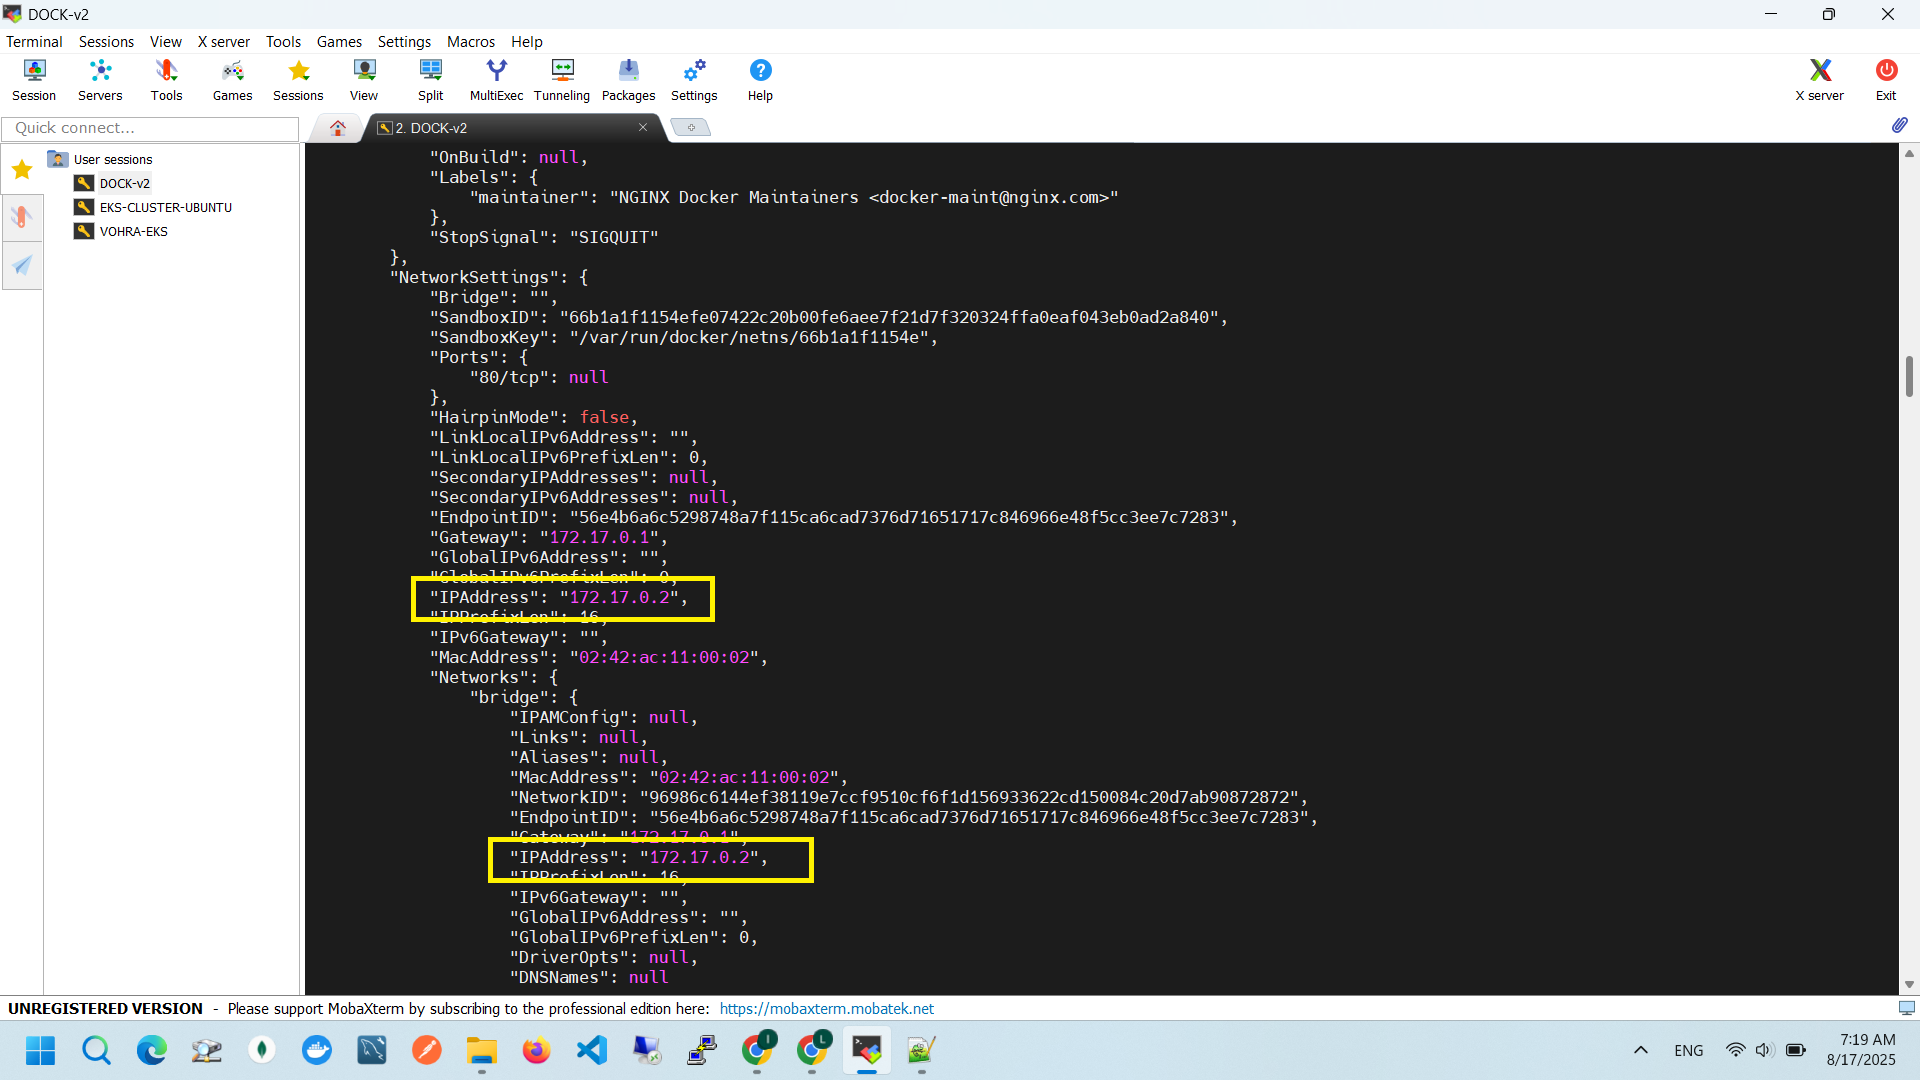 DOCK-v2
Terminal Sessions View X server Tools Games Settings Macros Help
Session Servers Tools Games Sessions View Split MultiExec Tunneling Packages Settings Help X server Exit
Quick connect...
2. DOCK-v2
User sessions
DOCK-v2
EKS-CLUSTER-UBUNTU
VOHRA-EKS
"OnBuild": null,
"Labels": {
"maintainer": "NGINX Docker Maintainers <docker-maint@nginx.com>"
},
"StopSignal": "SIGQUIT"
},
"NetworkSettings": {
"Bridge": "",
"SandboxID": "66b1a1f1154efe07422c20b00fe6aee7f21d7f320324ffa0eaf043eb0ad2a840",
"SandboxKey": "/var/run/docker/netns/66b1a1f1154e",
"Ports": {
"80/tcp": null
},
"HairpinMode": false,
"LinkLocalIPv6Address": "",
"LinkLocalIPv6PrefixLen": 0,
"SecondaryIPAddresses": null,
"SecondaryIPv6Addresses": null,
"EndpointID": "56e4b6a6c5298748a7f115ca6cad7376d71651717c846966e48f5cc3ee7c7283",
"Gateway": "172.17.0.1",
"GlobalIPv6Address": "",
"GlobalIPv6PrefixLen": 0,
"IPAddress": "172.17.0.2",
"IPPrefixLen": 16,
"IPv6Gateway": "",
"MacAddress": "02:42:ac:11:00:02",
"Networks": {
"bridge": {
"IPAMConfig": null,
"Links": null,
"Aliases": null,
"MacAddress": "02:42:ac:11:00:02",
"NetworkID": "96986c6144ef38119e7ccf9510cf6f1d156933622cd150084c20d7ab90872872",
"EndpointID": "56e4b6a6c5298748a7f115ca6cad7376d71651717c846966e48f5cc3ee7c7283",
"Gateway": "172.17.0.1",
"IPAddress": "172.17.0.2",
"IPPrefixLen": 16,
"IPv6Gateway": "",
"GlobalIPv6Address": "",
"GlobalIPv6PrefixLen": 0,
"DriverOpts": null,
"DNSNames": null
UNREGISTERED VERSION - Please support MobaXterm by subscribing to the professional edition here: https://mobaxterm.mobatek.net
I
L
ENG
7:19 AM
8/17/2025